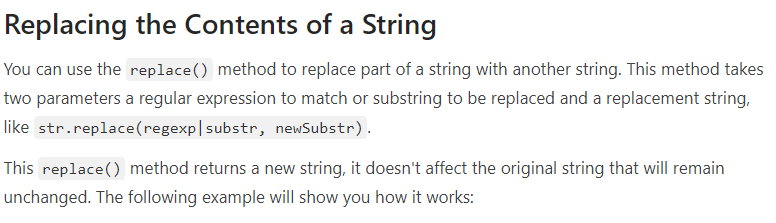 Replacing the Contents of a String
You can use the replace() method to replace part of a string with another string. This method takes
two parameters a regular expression to match or substring to be replaced and a replacement string,
like str.replace(regexp|substr, newSubstr).
This replace() method returns a new string, it doesn't affect the original string that will remain
unchanged. The following example will show you how it works: